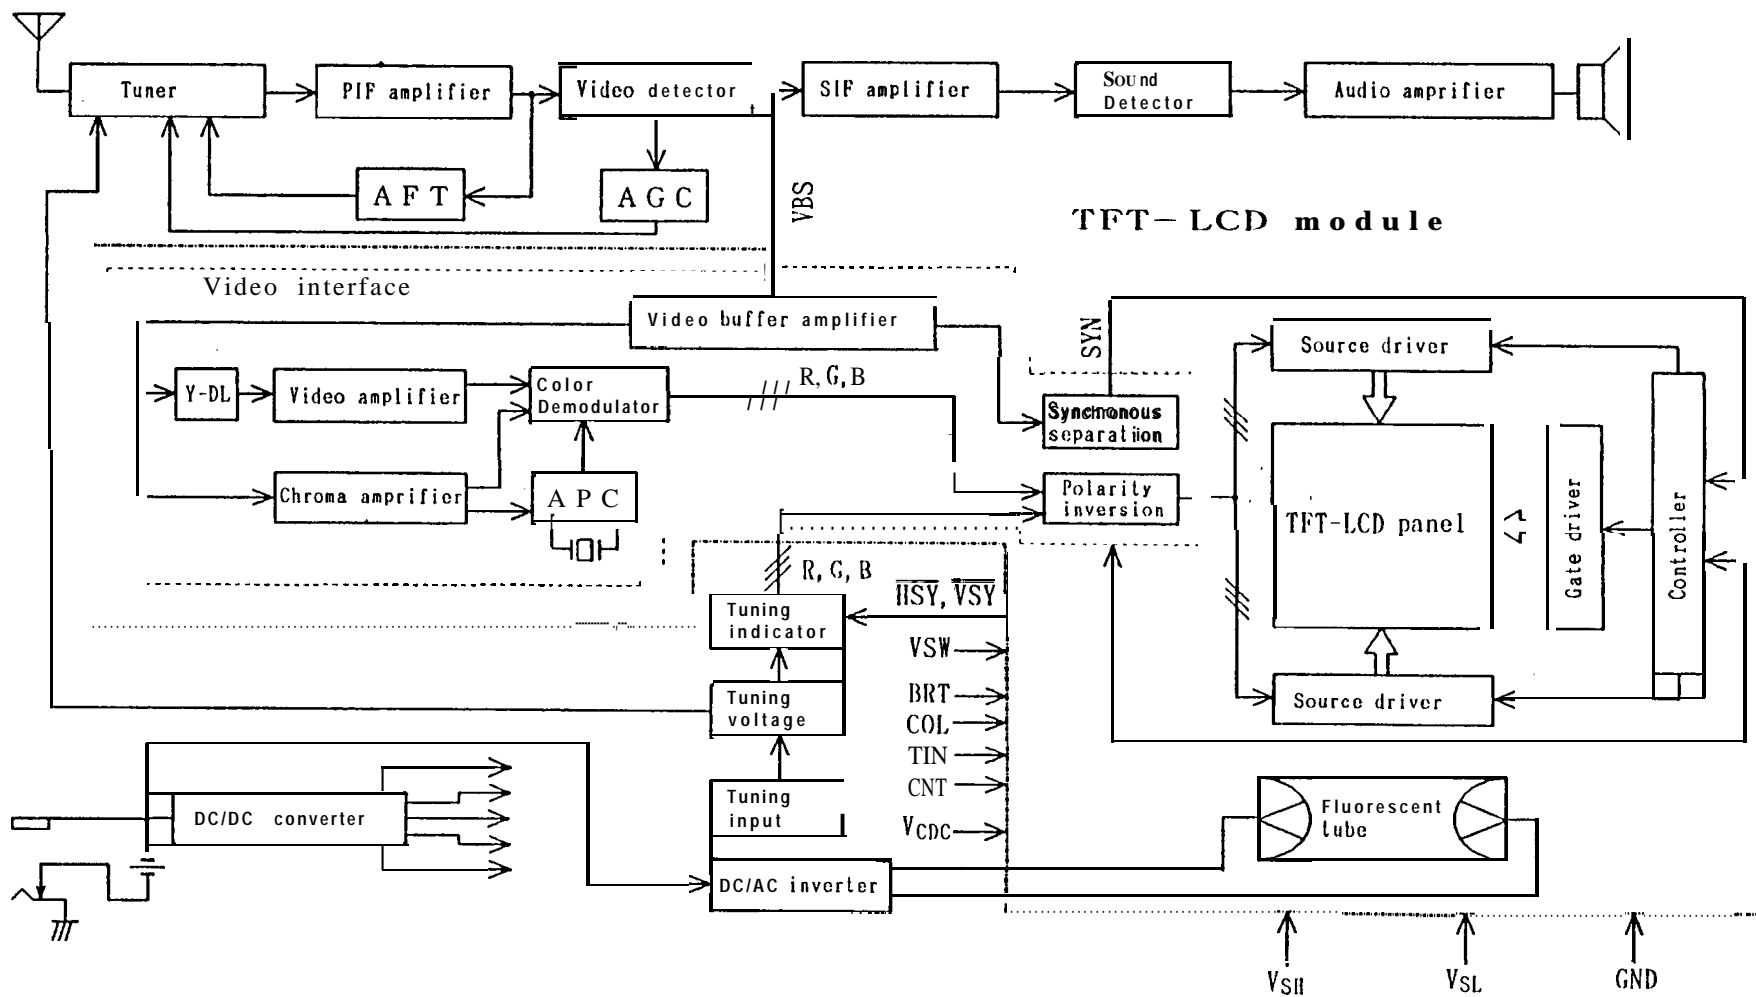 Tuner
PIF amplifier
Video detector
SIF amplifier
Sound
Detector
Audio amprifier
AFT
AGC
VBS
TFT-LCD module
Video interface
Video buffer amplifier
SYN
Source driver
Y-DL
Video amplifier
Color
Demodulator
R, G, B
Synchronous
separatiion
Chroma amprifier
APC
Polarity
inversion
TFT-LCD panel
Gate driver
Controller
R, G, B
HSY, VSY
Tuning
indicator
VSW
BRT
COL
TIN
CNT
VCDC
Tuning
voltage
Source driver
Tuning
input
DC/DC converter
Fluorescent
tube
DC/AC inverter
VSH
VSL
GND